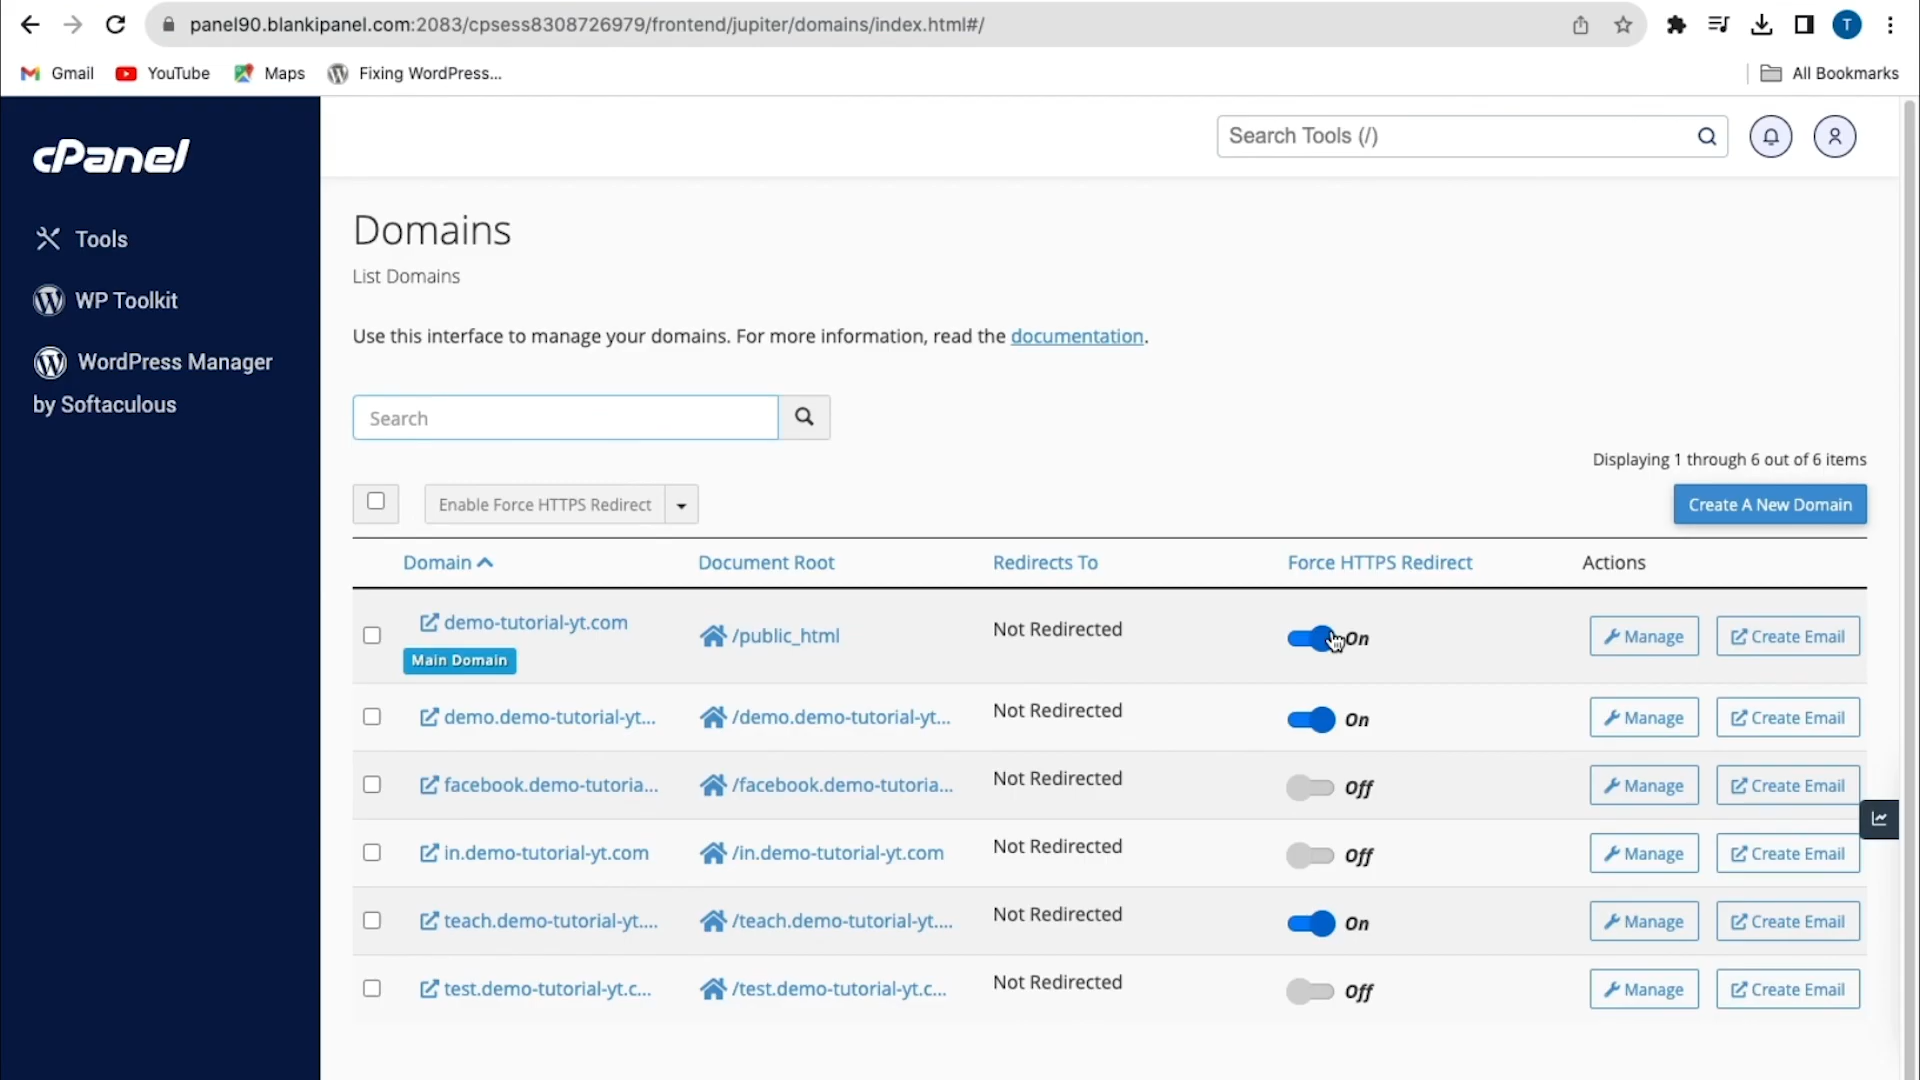 panel90.blankipanel.com:2083/cpsess8308726979/frontend/jupiter/domains/index.html#/
T
Gmail
YouTube
Maps
Fixing WordPress...
All Bookmarks
cPanel
Search Tools (/)
Tools
WP Toolkit
WordPress Manager
by Softaculous
Domains
List Domains
Use this interface to manage your domains. For more information, read the documentation.
Search
Displaying 1 through 6 out of 6 items
Enable Force HTTPS Redirect
Create A New Domain
Domain Document Root Redirects To Force HTTPS Redirect Actions
demo-tutorial-yt.com
Main Domain
/public_html Not Redirected On Manage Create Email
demo.demo-tutorial-yt... /demo.demo-tutorial-yt... Not Redirected On Manage Create Email
facebook.demo-tutoria... /facebook.demo-tutoria... Not Redirected Off Manage Create Email
in.demo-tutorial-yt.com /in.demo-tutorial-yt.com Not Redirected Off Manage Create Email
teach.demo-tutorial-yt.... /teach.demo-tutorial-yt.... Not Redirected On Manage Create Email
test.demo-tutorial-yt.c... /test.demo-tutorial-yt.c... Not Redirected Off Manage Create Email